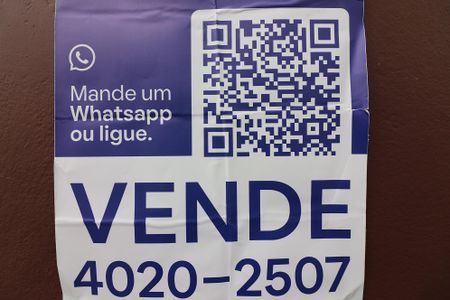 Mande um
Whatsapp
ou ligue.
VENDE
4020-2507